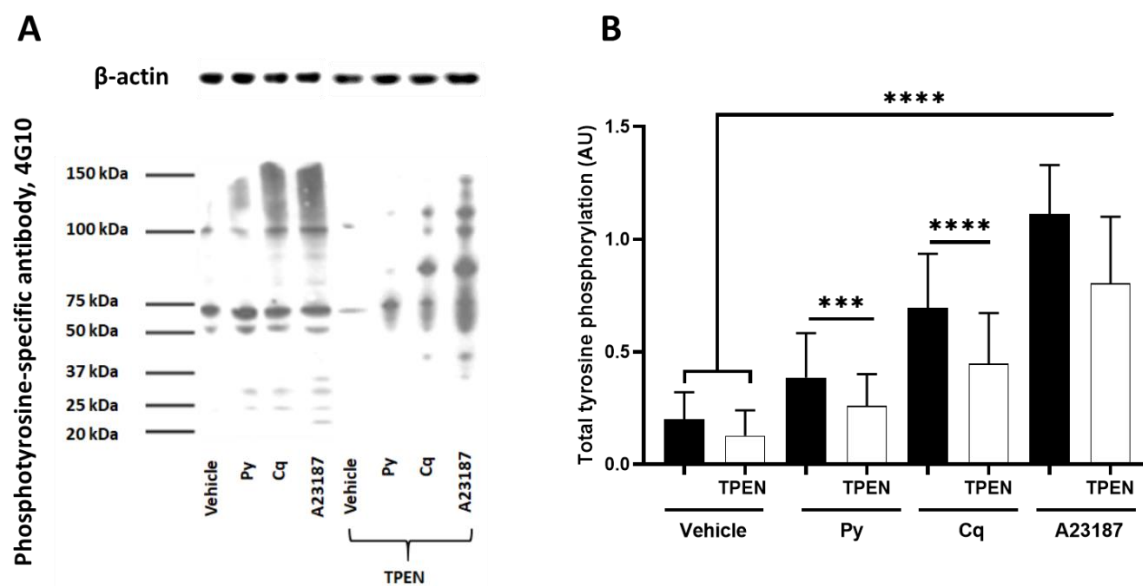 A
β-actin
Phosphotyrosine-specific antibody, 4G10
150 kDa
100 kDa
75 kDa
50 kDa
37 kDa
25 kDa
20 kDa
Vehicle
Py
Cq
A23187
Vehicle
Py
Cq
A23187
TPEN
B
Total tyrosine phosphorylation (AU)
1.5
1.0
0.5
0.0
****
***
****
TPEN TPEN TPEN TPEN
Vehicle Py Cq A23187